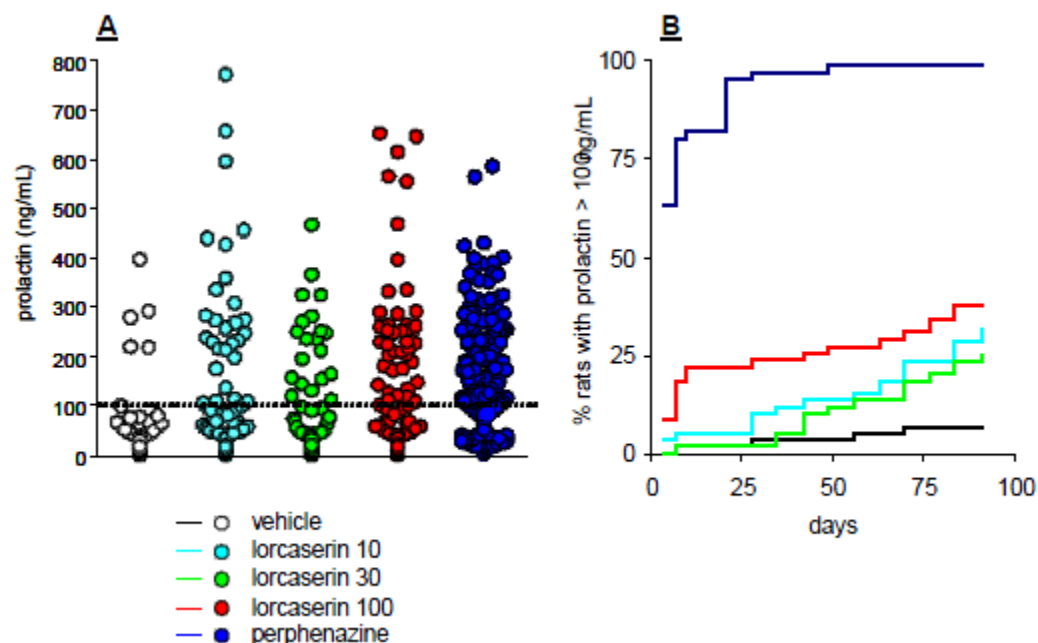 A
B
prolactin (ng/mL)
800
700
600
500
400
300
200
100
0
% rats with prolactin > 100ng/mL
100
75
50
25
0
0
25
50
75
100
days
vehicle
lorcaserin 10
lorcaserin 30
lorcaserin 100
perphenazine